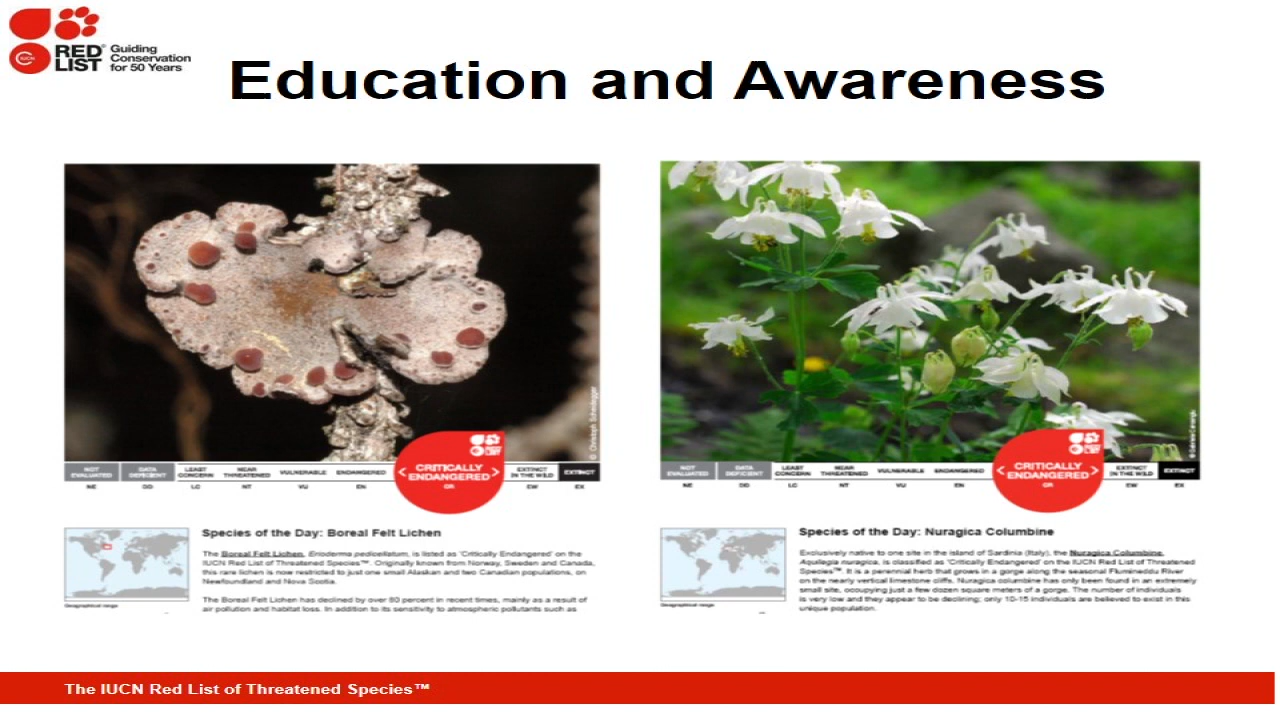 RED LIST
Guiding
Conservation
for 50 Years
IUCN
Education and Awareness
© Christoph Scheidegger
NOT EVALUATED
DATA DEFICIENT
LEAST CONCERN
NEAR THREATENED
VULNERABLE
ENDANGERED
< CRITICALLY ENDANGERED >
EXTINCT IN THE WILD
EXTINCT
NE DD LC NT VU EN CR EW EX
Species of the Day: Boreal Felt Lichen
The Boreal Felt Lichen, Erioderma pedicellatum, is listed as 'Critically Endangered' on the
IUCN Red List of Threatened Species™. Originally known from Norway, Sweden and Canada,
this rare lichen is now restricted to just one small Alaskan and two Canadian populations, on
Newfoundland and Nova Scotia.
The Boreal Felt Lichen has declined by over 80 percent in recent times, mainly as a result of
air pollution and habitat loss. In addition to its sensitivity to atmospheric pollutants such as
Geographical range
NOT EVALUATED
DATA DEFICIENT
LEAST CONCERN
NEAR THREATENED
VULNERABLE
ENDANGERED
< CRITICALLY ENDANGERED >
EXTINCT IN THE WILD
EXTINCT
NE DD LC NT VU EN CR EW EX
Species of the Day: Nuragica Columbine
Exclusively native to one site in the island of Sardinia (Italy), the Nuragica Columbine,
Aquilegia nuragica, is classified as 'Critically Endangered' on the IUCN Red List of Threatened
Species™. It is a perennial herb that grows in a gorge along the seasonal Flumineddu River
on the nearly vertical limestone cliffs. Nuragica columbine has only been found in an extremely
small site, occupying just a few dozen square meters of a gorge. The number of individuals
is very low and they appear to be declining; only 10-15 individuals are believed to exist in this
unique population.
Geographical range
The IUCN Red List of Threatened Species™